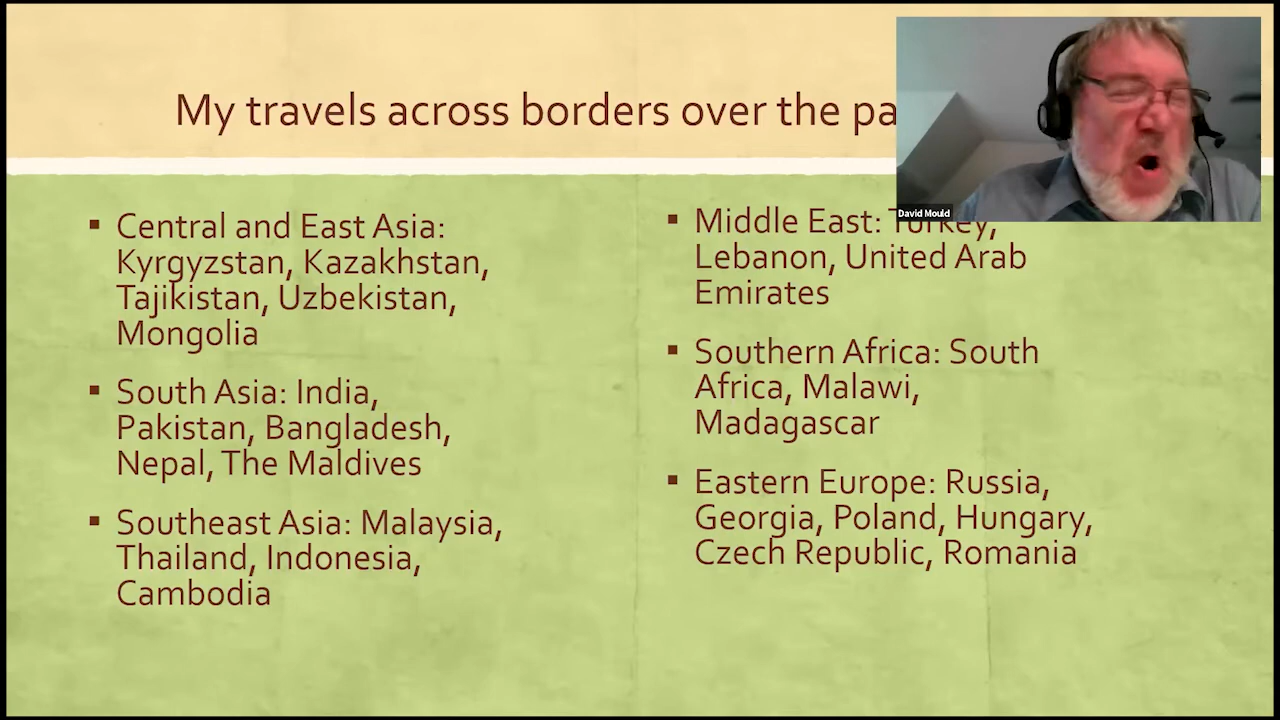 My travels across borders over the
Central and East Asia:
Kyrgyzstan, Kazakhstan,
Tajikistan, Uzbekistan,
Mongolia
South Asia: India,
Pakistan, Bangladesh,
Nepal, The Maldives
Southeast Asia: Malaysia,
Thailand, Indonesia,
Cambodia
Middle East: Turkey,
Lebanon, United Arab
Emirates
Southern Africa: South
Africa, Malawi,
Madagascar
Eastern Europe: Russia,
Georgia, Poland, Hungary,
Czech Republic, Romania
David Mould